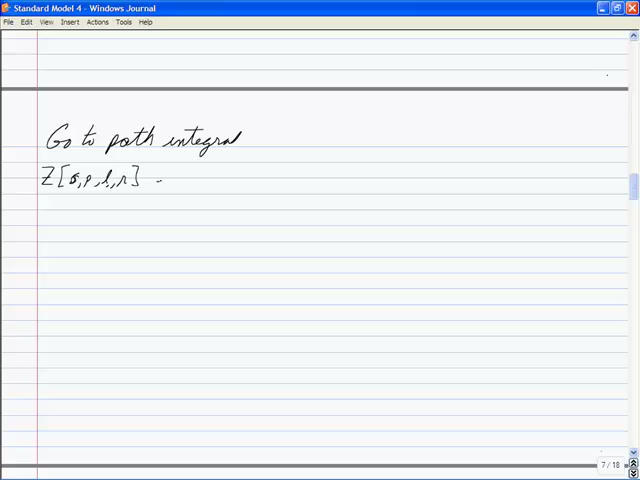 Standard Model 4 - Windows Journal
File Edit View Insert Actions Tools Help
Go to path integral
Z[s,p,l,r] -
7 / 18